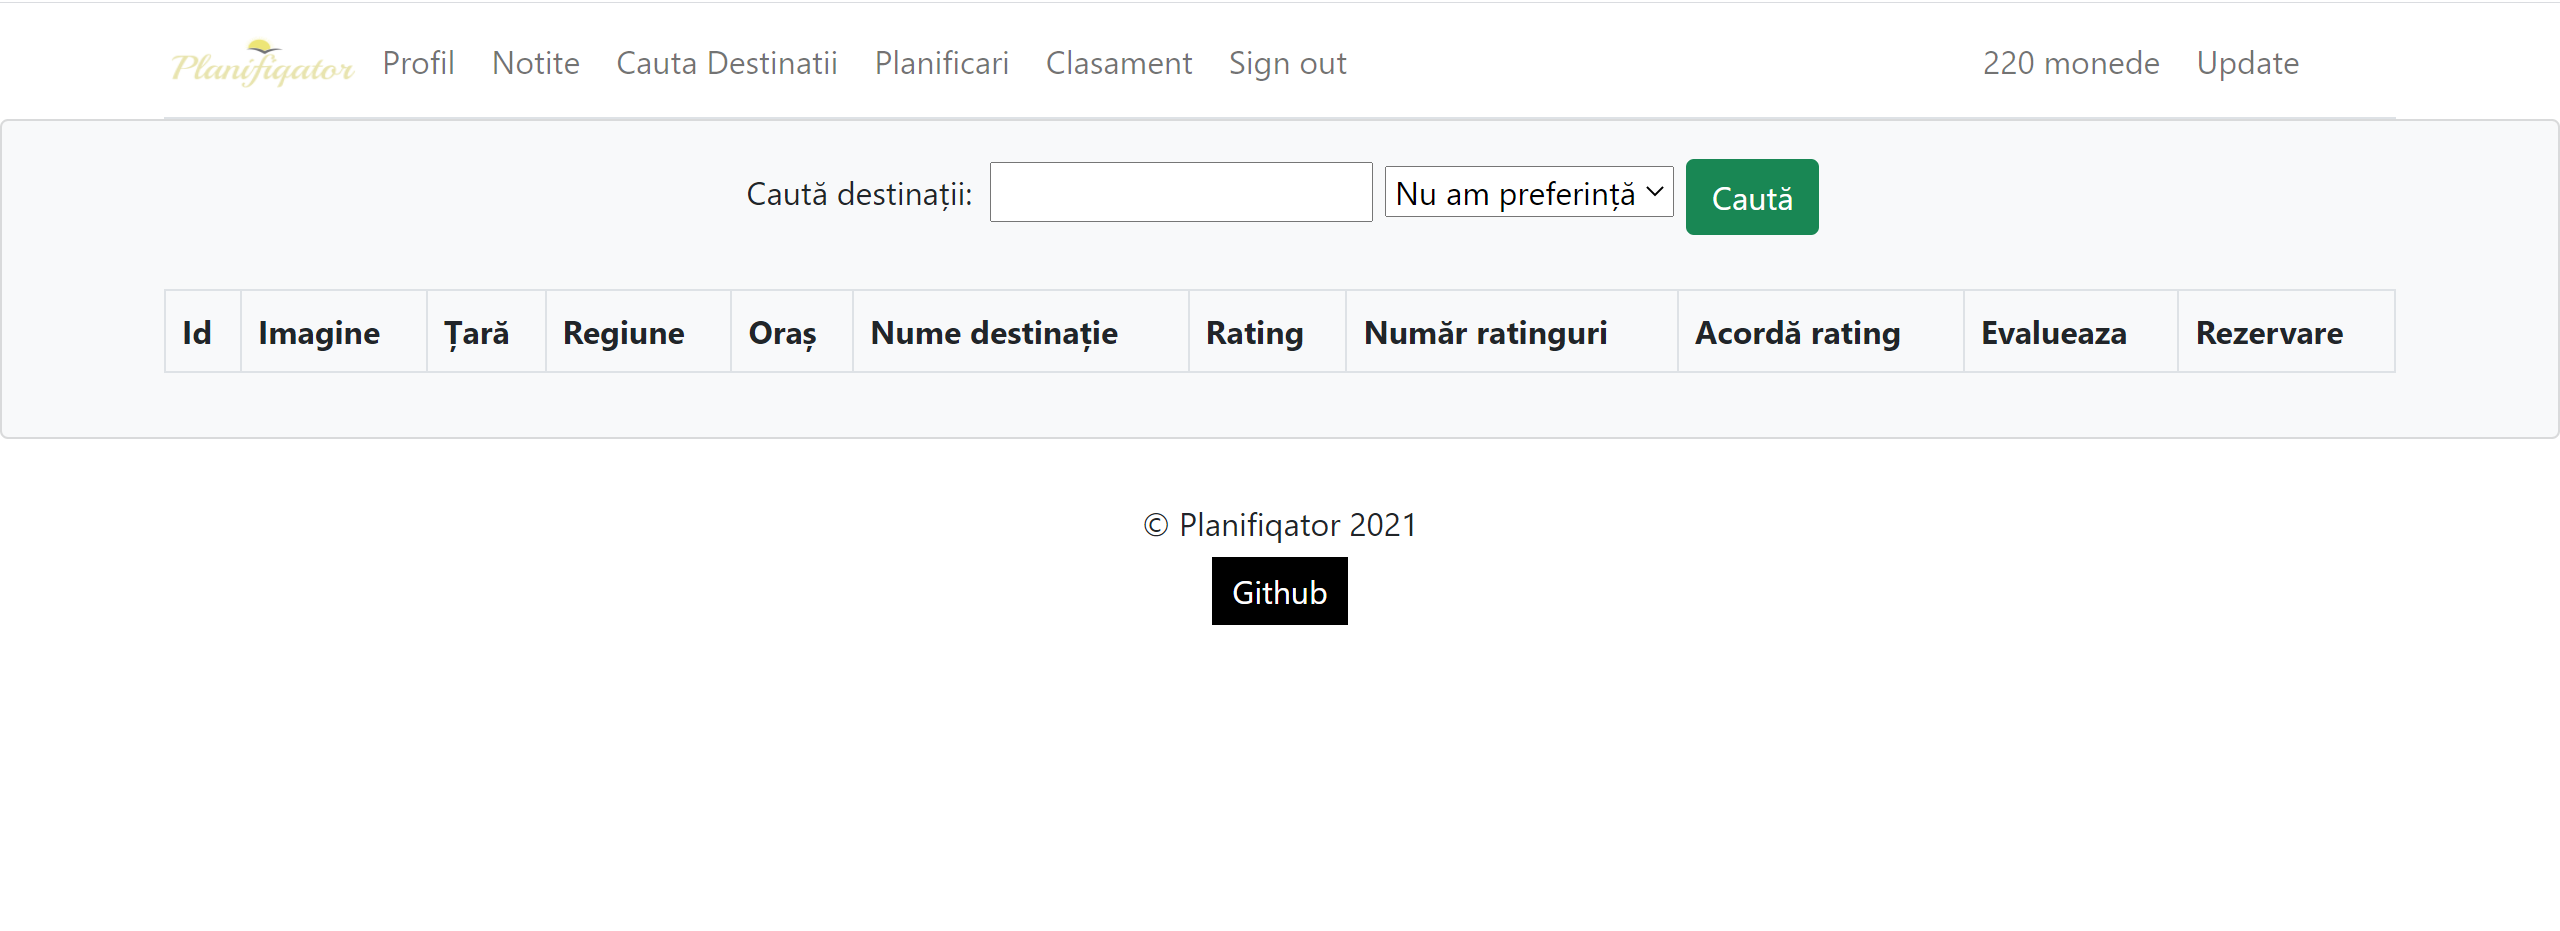 Planifiqator Profil Notite Cauta Destinatii Planificari Clasament Sign out 220 monede Update
Caută destinații: Nu am preferință Caută
Id Imagine Țară Regiune Oraș Nume destinație Rating Număr ratinguri Acordă rating Evalueaza Rezervare
© Planifiqator 2021
Github